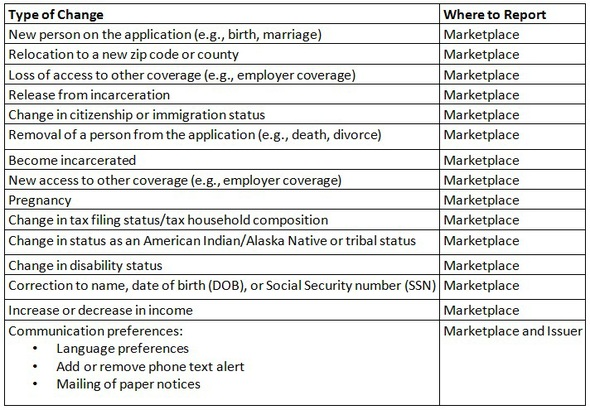 Type of Change Where to Report
New person on the application (e.g., birth, marriage) Marketplace
Relocation to a new zip code or county Marketplace
Loss of access to other coverage (e.g., employer coverage) Marketplace
Release from incarceration Marketplace
Change in citizenship or immigration status Marketplace
Removal of a person from the application (e.g., death, divorce) Marketplace
Become incarcerated Marketplace
New access to other coverage (e.g., employer coverage) Marketplace
Pregnancy Marketplace
Change in tax filing status/tax household composition Marketplace
Change in status as an American Indian/Alaska Native or tribal status Marketplace
Change in disability status Marketplace
Correction to name, date of birth (DOB), or Social Security number (SSN) Marketplace
Increase or decrease in income Marketplace
Communication preferences: Marketplace and Issuer
• Language preferences
• Add or remove phone text alert
• Mailing of paper notices